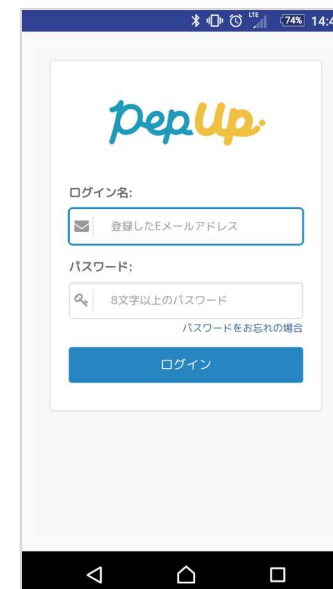 LTE 74% 14:4
PepUp
ログイン名:
登録したEメールアドレス
パスワード:
8文字以上のパスワード
パスワードをお忘れの場合
ログイン